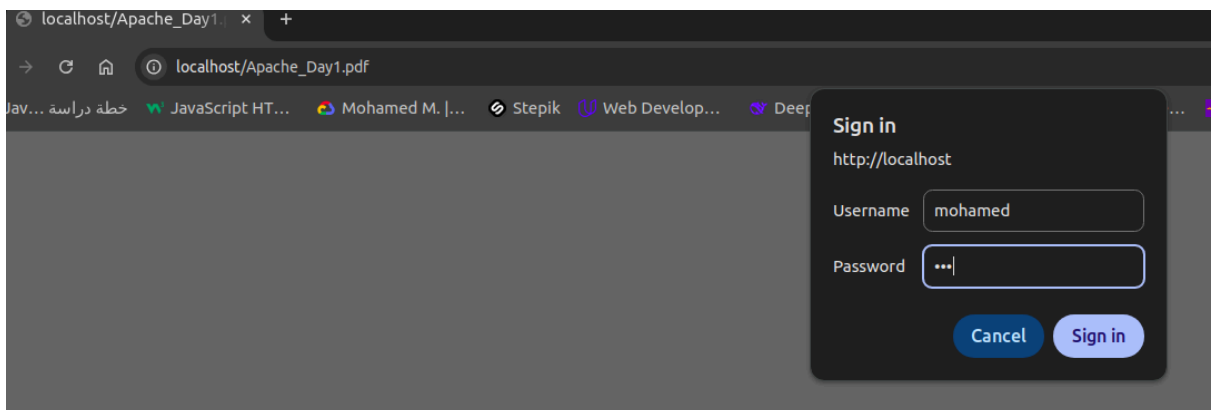 localhost/Apache_Day1.
localhost/Apache_Day1.pdf
Jav... خطة دراسة JavaScript HT... Mohamed M. |... Stepik Web Develop... Deep
Sign in
http://localhost
Username mohamed
Password •••
Cancel Sign in